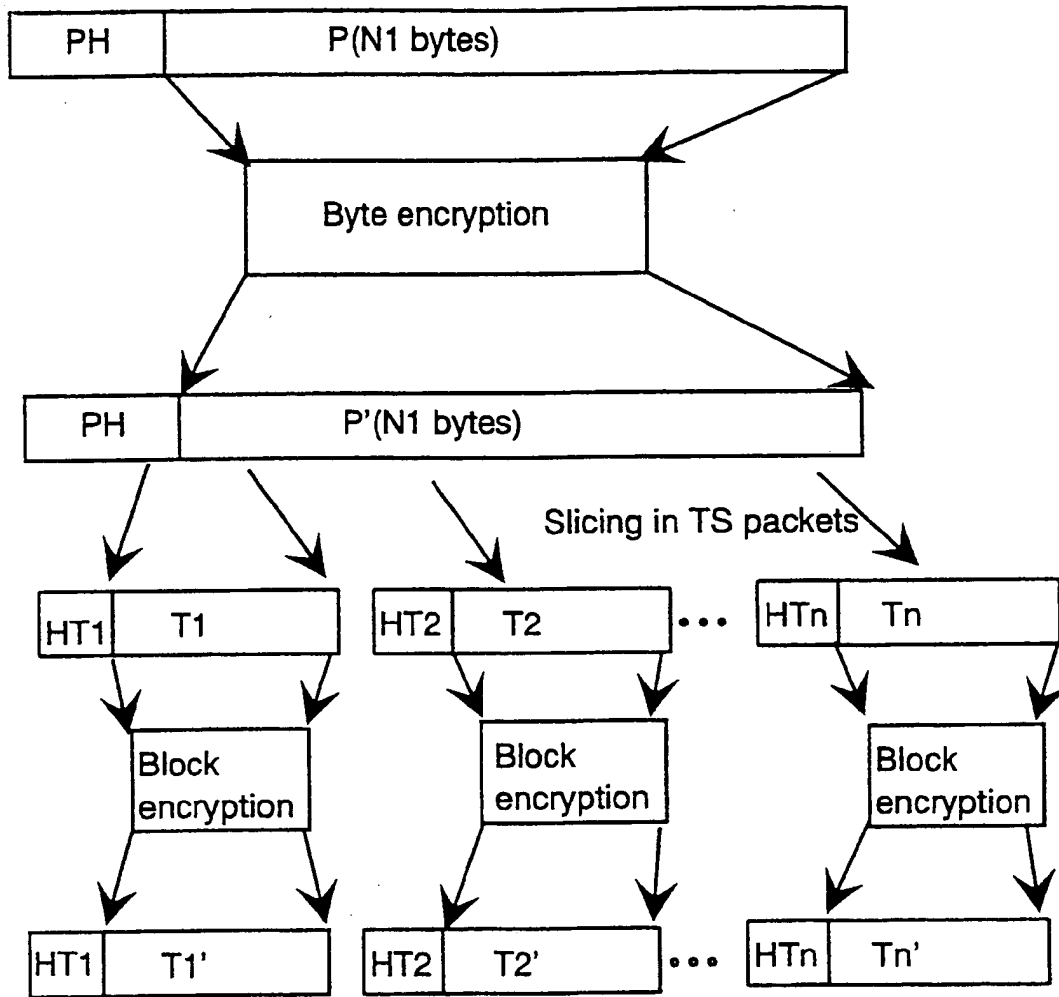 PH P(N1 bytes)
Byte encryption
PH P'(N1 bytes)
Slicing in TS packets
HT1 T1 HT2 T2 ••• HTn Tn
Block encryption
Block encryption
Block encryption
HT1 T1' HT2 T2' ••• HTn Tn'